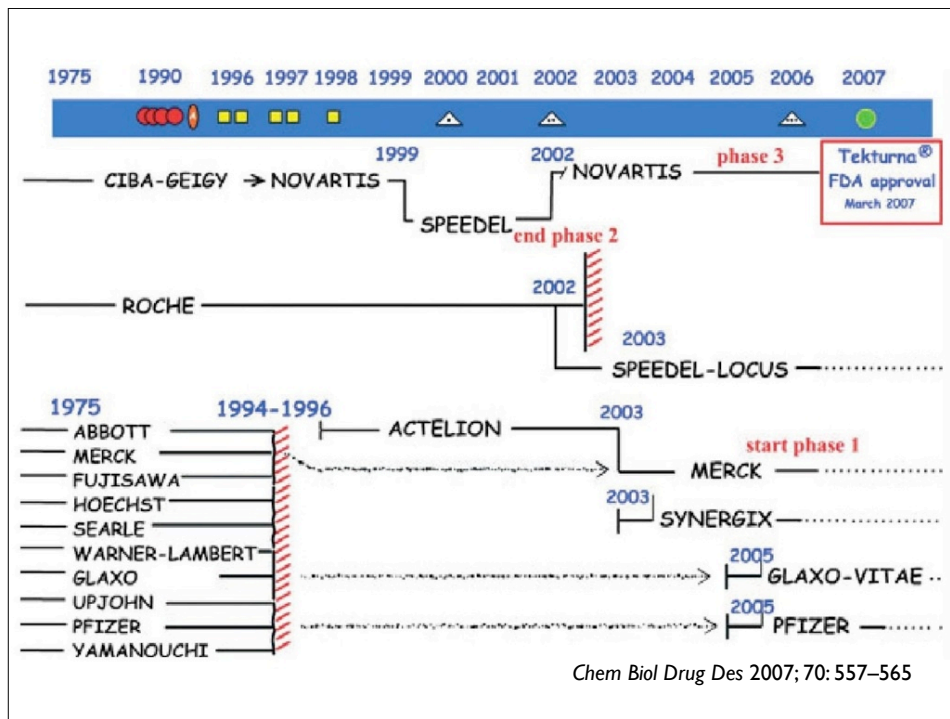 1975 1990 1996 1997 1998 1999 2000 2001 2002 2003 2004 2005 2006 2007
1999 2002
CIBA-GEIGY NOVARTIS NOVARTIS phase 3 Tekturna®
FDA approval
March 2007
SPEEDEL end phase 2
2002
ROCHE
2003
SPEEDEL-LOCUS
1975 1994-1996
ABBOTT ACTELION 2003
MERCK start phase 1
FUJISAWA MERCK
HOECHST 2003
SEARLE SYNERGIX
WARNER-LAMBERT 2005
GLAXO GLAXO-VITAE
UPJOHN 2005
PFIZER PFIZER
YAMANOUCHI
Chem Biol Drug Des 2007; 70: 557–565